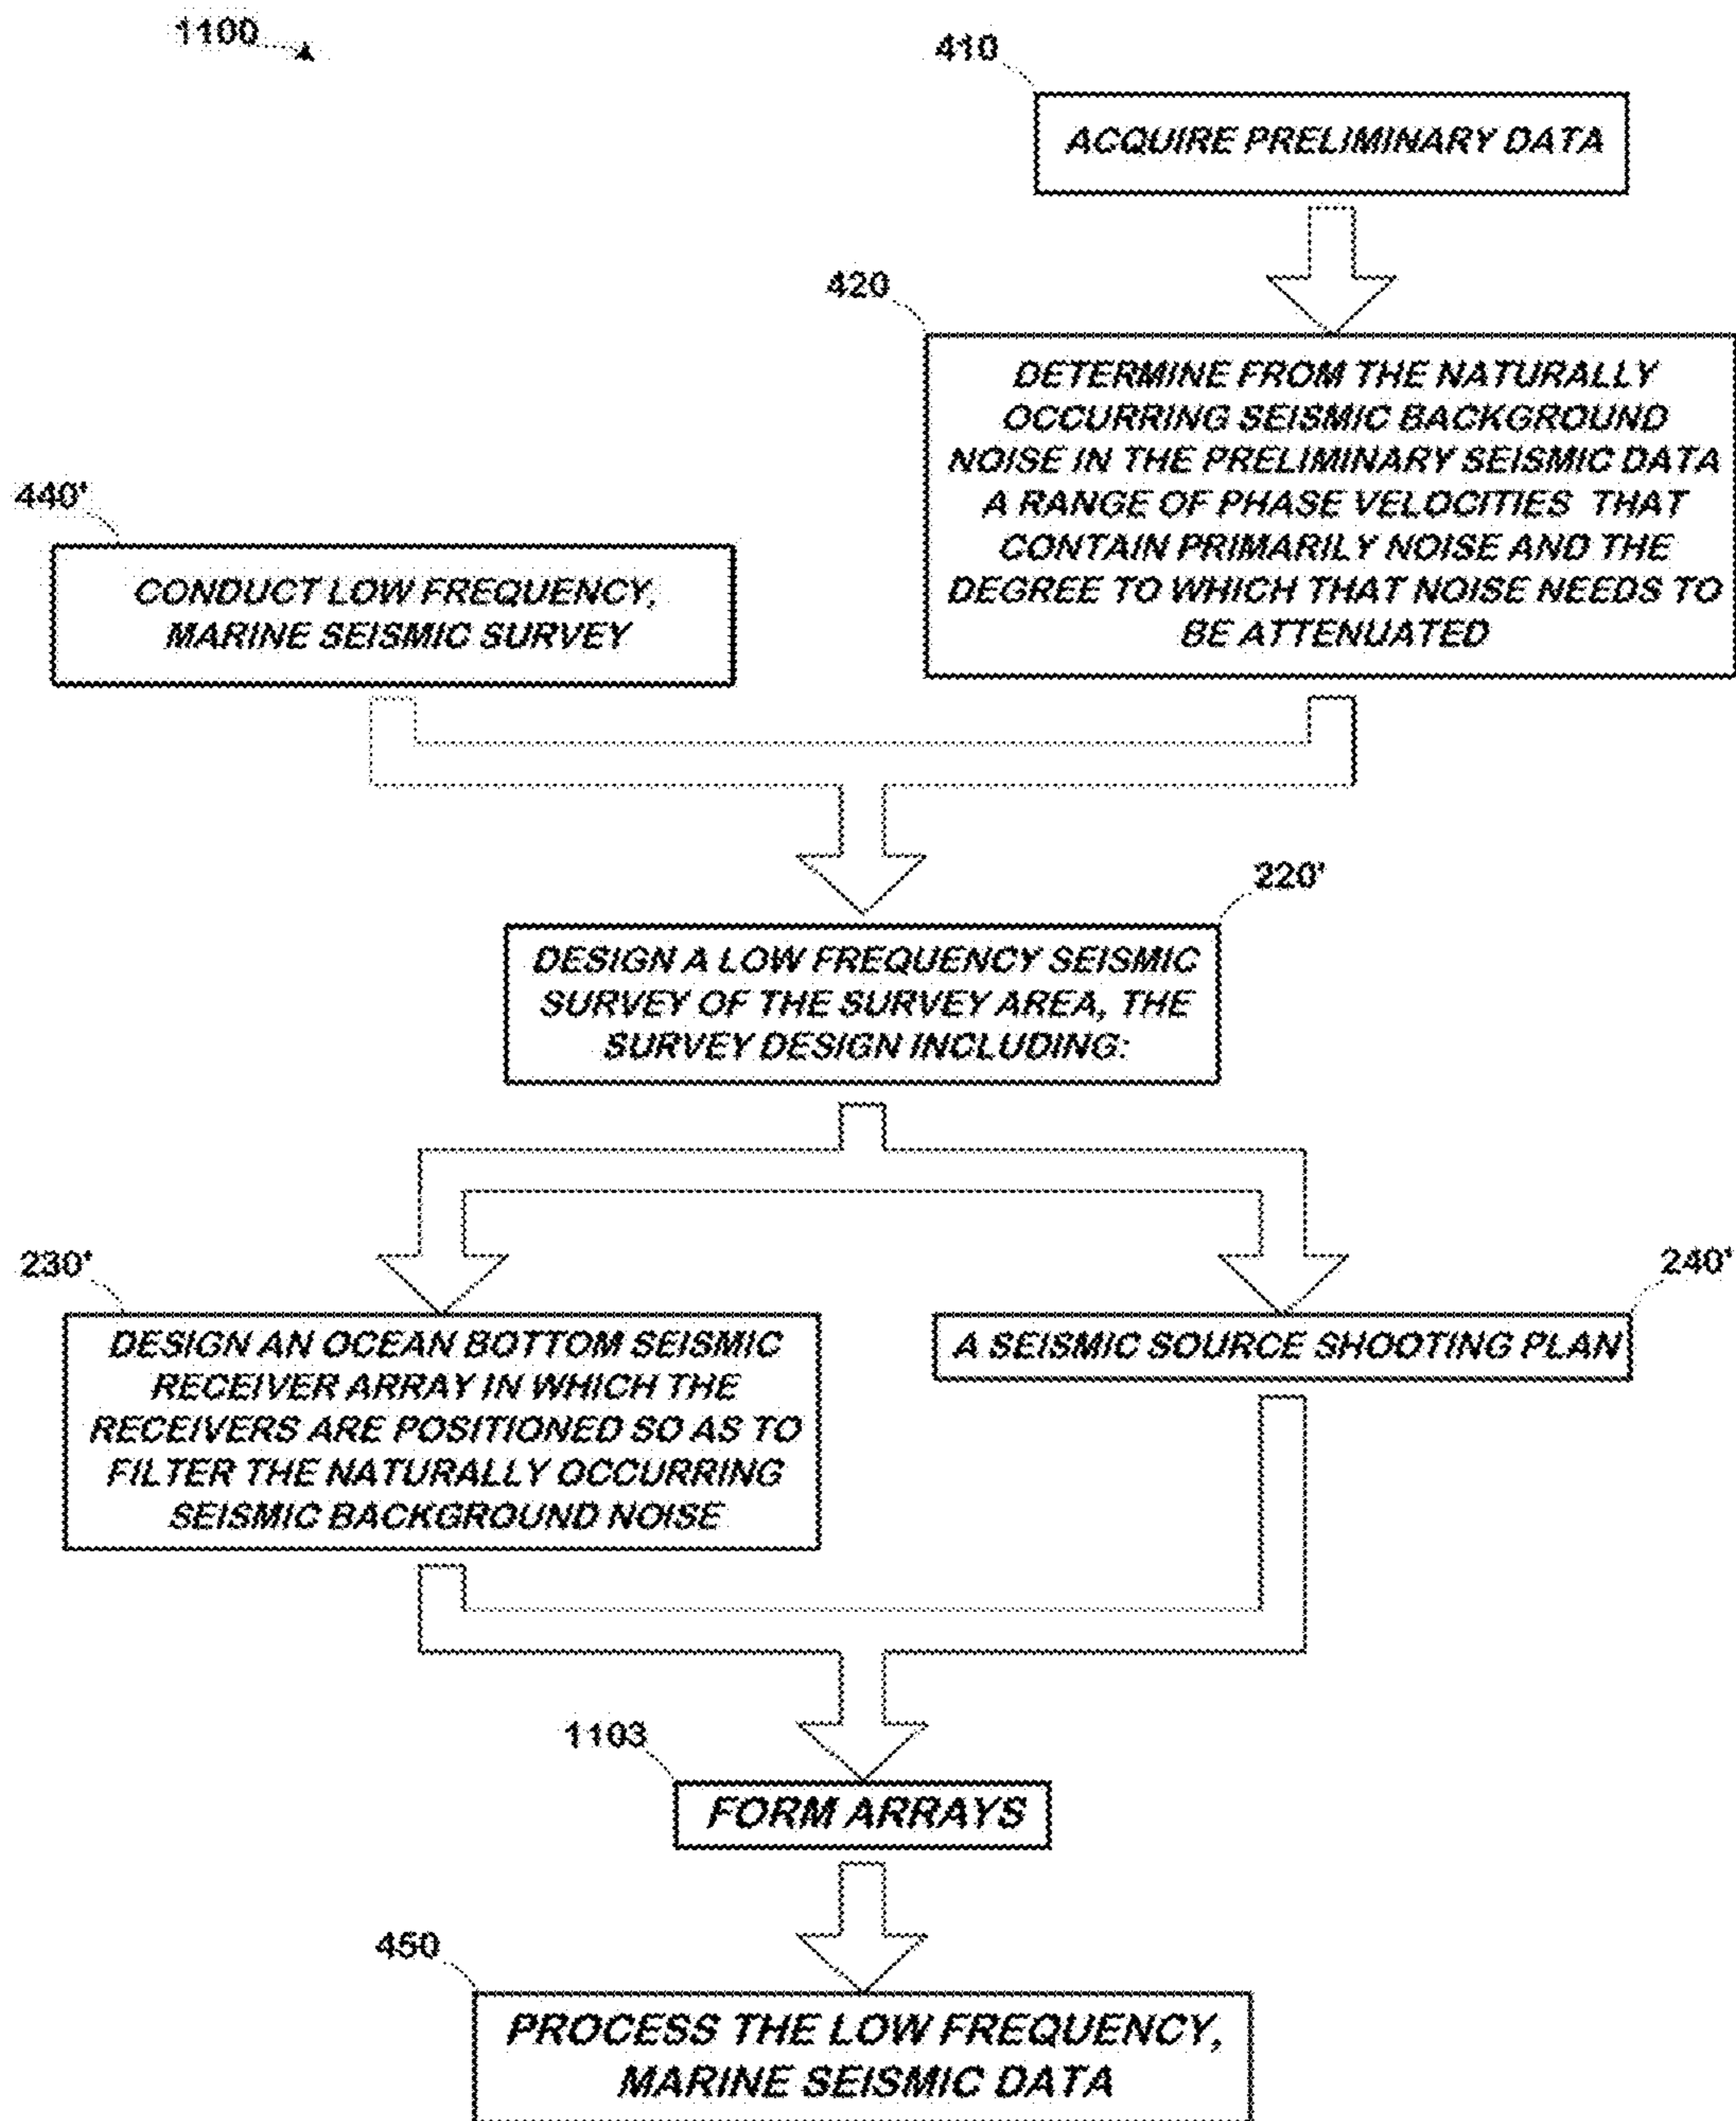 1100
410
ACQUIRE PRELIMINARY DATA
420
DETERMINE FROM THE NATURALLY
OCCURRING SEISMIC BACKGROUND
NOISE IN THE PRELIMINARY SEISMIC DATA
A RANGE OF PHASE VELOCITIES THAT
CONTAIN PRIMARILY NOISE AND THE
DEGREE TO WHICH THAT NOISE NEEDS TO
BE ATTENUATED
440'
CONDUCT LOW FREQUENCY,
MARINE SEISMIC SURVEY
220'
DESIGN A LOW FREQUENCY SEISMIC
SURVEY OF THE SURVEY AREA, THE
SURVEY DESIGN INCLUDING:
230'
DESIGN AN OCEAN BOTTOM SEISMIC
RECEIVER ARRAY IN WHICH THE
RECEIVERS ARE POSITIONED SO AS TO
FILTER THE NATURALLY OCCURRING
SEISMIC BACKGROUND NOISE
240'
A SEISMIC SOURCE SHOOTING PLAN
1103
FORM ARRAYS
450
PROCESS THE LOW FREQUENCY,
MARINE SEISMIC DATA